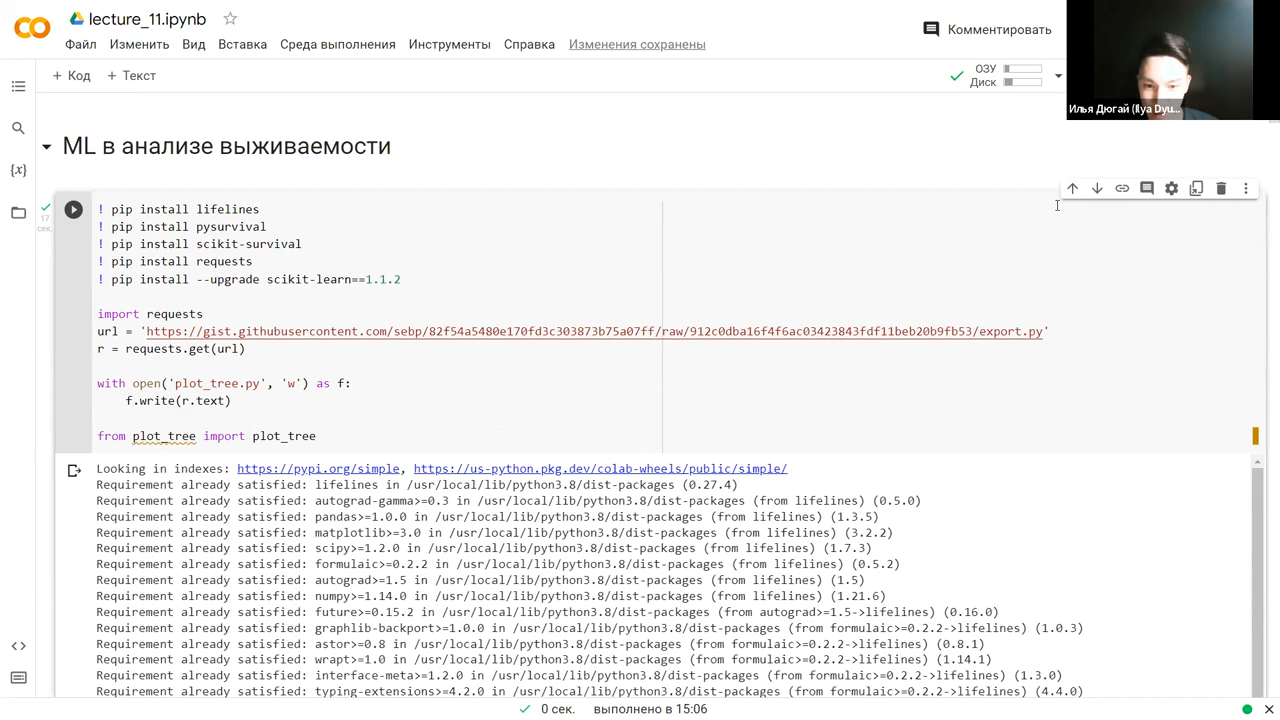 lecture_11.ipynb
Файл Изменить Вид Вставка Среда выполнения Инструменты Справка Изменения сохранены
Комментировать
+ Код + Текст
ОЗУ
Диск
Илья Дюгай (Ilya Dyu...
ML в анализе выживаемости
17
сек.
! pip install lifelines
! pip install pysurvival
! pip install scikit-survival
! pip install requests
! pip install --upgrade scikit-learn==1.1.2
import requests
url = 'https://gist.githubusercontent.com/sebp/82f54a5480e170fd3c303873b75a07ff/raw/912c0dba16f4f6ac03423843fdf11beb20b9fb53/export.py'
r = requests.get(url)
with open('plot_tree.py', 'w') as f:
    f.write(r.text)
from plot_tree import plot_tree
Looking in indexes: https://pypi.org/simple, https://us-python.pkg.dev/colab-wheels/public/simple/
Requirement already satisfied: lifelines in /usr/local/lib/python3.8/dist-packages (0.27.4)
Requirement already satisfied: autograd-gamma>=0.3 in /usr/local/lib/python3.8/dist-packages (from lifelines) (0.5.0)
Requirement already satisfied: pandas>=1.0.0 in /usr/local/lib/python3.8/dist-packages (from lifelines) (1.3.5)
Requirement already satisfied: matplotlib>=3.0 in /usr/local/lib/python3.8/dist-packages (from lifelines) (3.2.2)
Requirement already satisfied: scipy>=1.2.0 in /usr/local/lib/python3.8/dist-packages (from lifelines) (1.7.3)
Requirement already satisfied: formulaic>=0.2.2 in /usr/local/lib/python3.8/dist-packages (from lifelines) (0.5.2)
Requirement already satisfied: autograd>=1.5 in /usr/local/lib/python3.8/dist-packages (from lifelines) (1.5)
Requirement already satisfied: numpy>=1.14.0 in /usr/local/lib/python3.8/dist-packages (from lifelines) (1.21.6)
Requirement already satisfied: future>=0.15.2 in /usr/local/lib/python3.8/dist-packages (from autograd>=1.5->lifelines) (0.16.0)
Requirement already satisfied: graphlib-backport>=1.0.0 in /usr/local/lib/python3.8/dist-packages (from formulaic>=0.2.2->lifelines) (1.0.3)
Requirement already satisfied: astor>=0.8 in /usr/local/lib/python3.8/dist-packages (from formulaic>=0.2.2->lifelines) (0.8.1)
Requirement already satisfied: wrapt>=1.0 in /usr/local/lib/python3.8/dist-packages (from formulaic>=0.2.2->lifelines) (1.14.1)
Requirement already satisfied: interface-meta>=1.2.0 in /usr/local/lib/python3.8/dist-packages (from formulaic>=0.2.2->lifelines) (1.3.0)
Requirement already satisfied: typing-extensions>=4.2.0 in /usr/local/lib/python3.8/dist-packages (from formulaic>=0.2.2->lifelines) (4.4.0)
0 сек. выполнено в 15:06